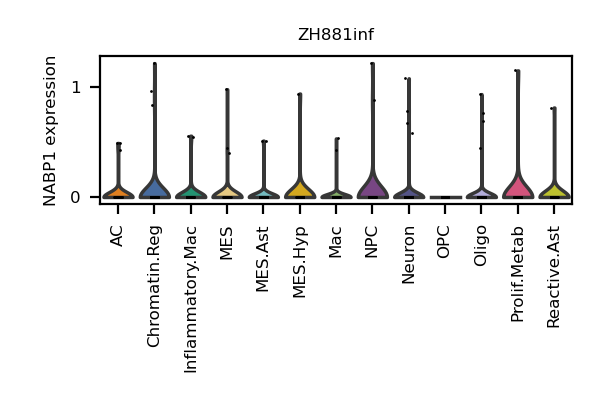 ZH881inf
NABP1 expression
1
0
AC
Chromatin.Reg
Inflammatory.Mac
MES
MES.Ast
MES.Hyp
Mac
NPC
Neuron
OPC
Oligo
Prolif.Metab
Reactive.Ast